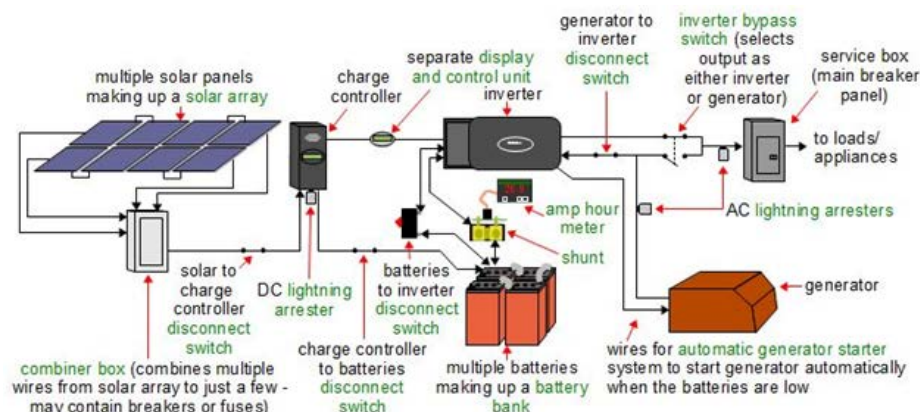 multiple solar panels
making up a solar array
charge
controller
separate display
and control unit
inverter
generator to
inverter
disconnect
switch
inverter bypass
switch (selects
output as
either inverter
or generator)
service box
(main breaker
panel)
to loads/
appliances
amp hour
meter
shunt
AC lightning arresters
solar to
charge
controller
disconnect
switch
DC lightning
arrester
batteries
to inverter
disconnect
switch
generator
combiner box (combines multiple
wires from solar array to just a few -
may contain breakers or fuses)
charge controller
to batteries
disconnect
switch
multiple batteries
making up a battery
bank
wires for automatic generator starter
system to start generator automatically
when the batteries are low